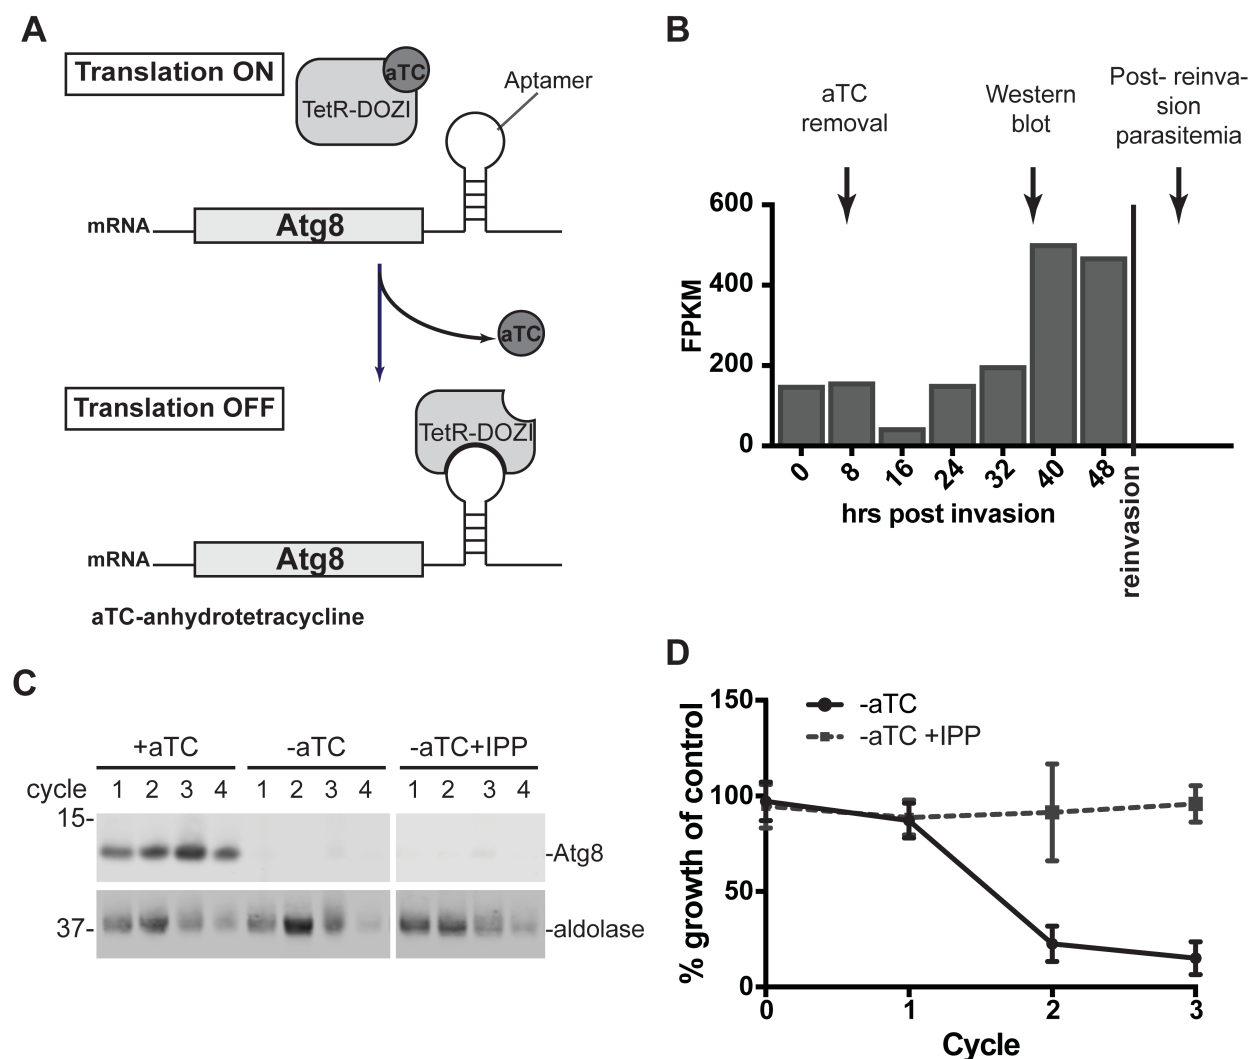 A
Translation ON
aTC
TetR-DOZI
Aptamer
mRNA
Atg8
aTC
Translation OFF
TetR-DOZI
mRNA
Atg8
aTC-anhydrotetracycline
B
aTC
removal
Western
blot
Post- reinva-
sion
parasitemia
600
400
200
0
FPKM
0 8 16 24 32 40 48
reinvasion
hrs post invasion
C
+aTC -aTC -aTC+IPP
cycle 1 2 3 4 1 2 3 4 1 2 3 4
15-
-Atg8
37-
-aldolase
D
150
100
50
0
% growth of control
-aTC
-aTC +IPP
0 1 2 3
Cycle